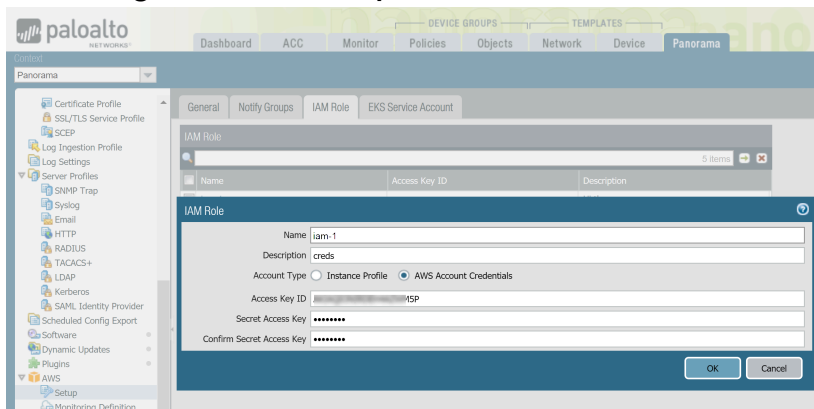 paloalto
NETWORKS
DEVICE GROUPS
TEMPLATES
Dashboard ACC Monitor Policies Objects Network Device Panorama
Context
Panorama
Certificate Profile
SSL/TLS Service Profile
SCEP
Log Ingestion Profile
Log Settings
Server Profiles
SNMP Trap
Syslog
Email
HTTP
RADIUS
TACACS+
LDAP
Kerberos
SAML Identity Provider
Scheduled Config Export
Software
Dynamic Updates
Plugins
AWS
Setup
Monitoring Definition
General Notify Groups IAM Role EKS Service Account
IAM Role
5 items
Name Access Key ID Description
IAM Role
Name iam-1
Description creds
Account Type Instance Profile AWS Account Credentials
Access Key ID M5P
Secret Access Key ••••••••
Confirm Secret Access Key ••••••••
OK Cancel